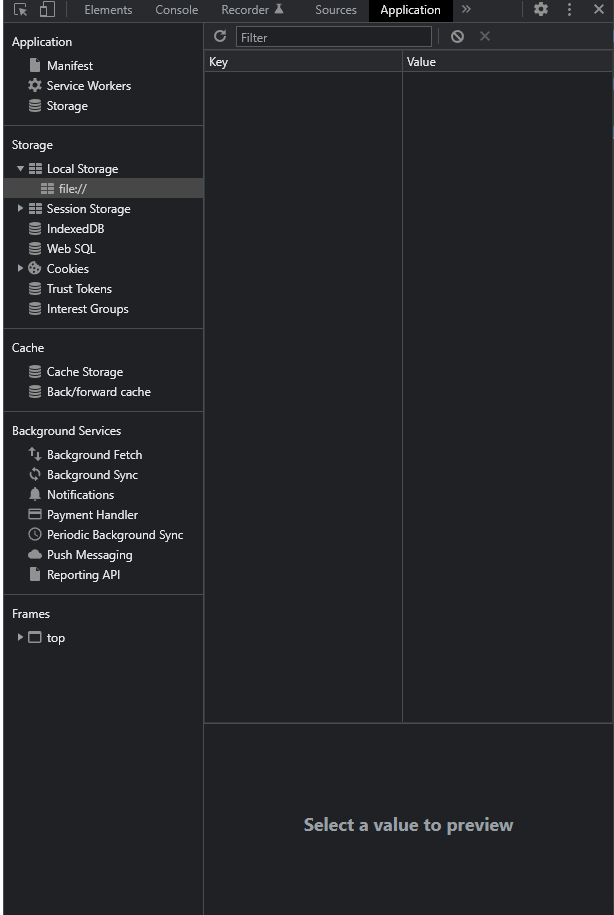 Elements Console Recorder Sources Application »
Application
Manifest
Service Workers
Storage
Storage
Local Storage
file://
Session Storage
IndexedDB
Web SQL
Cookies
Trust Tokens
Interest Groups
Cache
Cache Storage
Back/forward cache
Background Services
Background Fetch
Background Sync
Notifications
Payment Handler
Periodic Background Sync
Push Messaging
Reporting API
Frames
top
Filter
Key Value
Select a value to preview